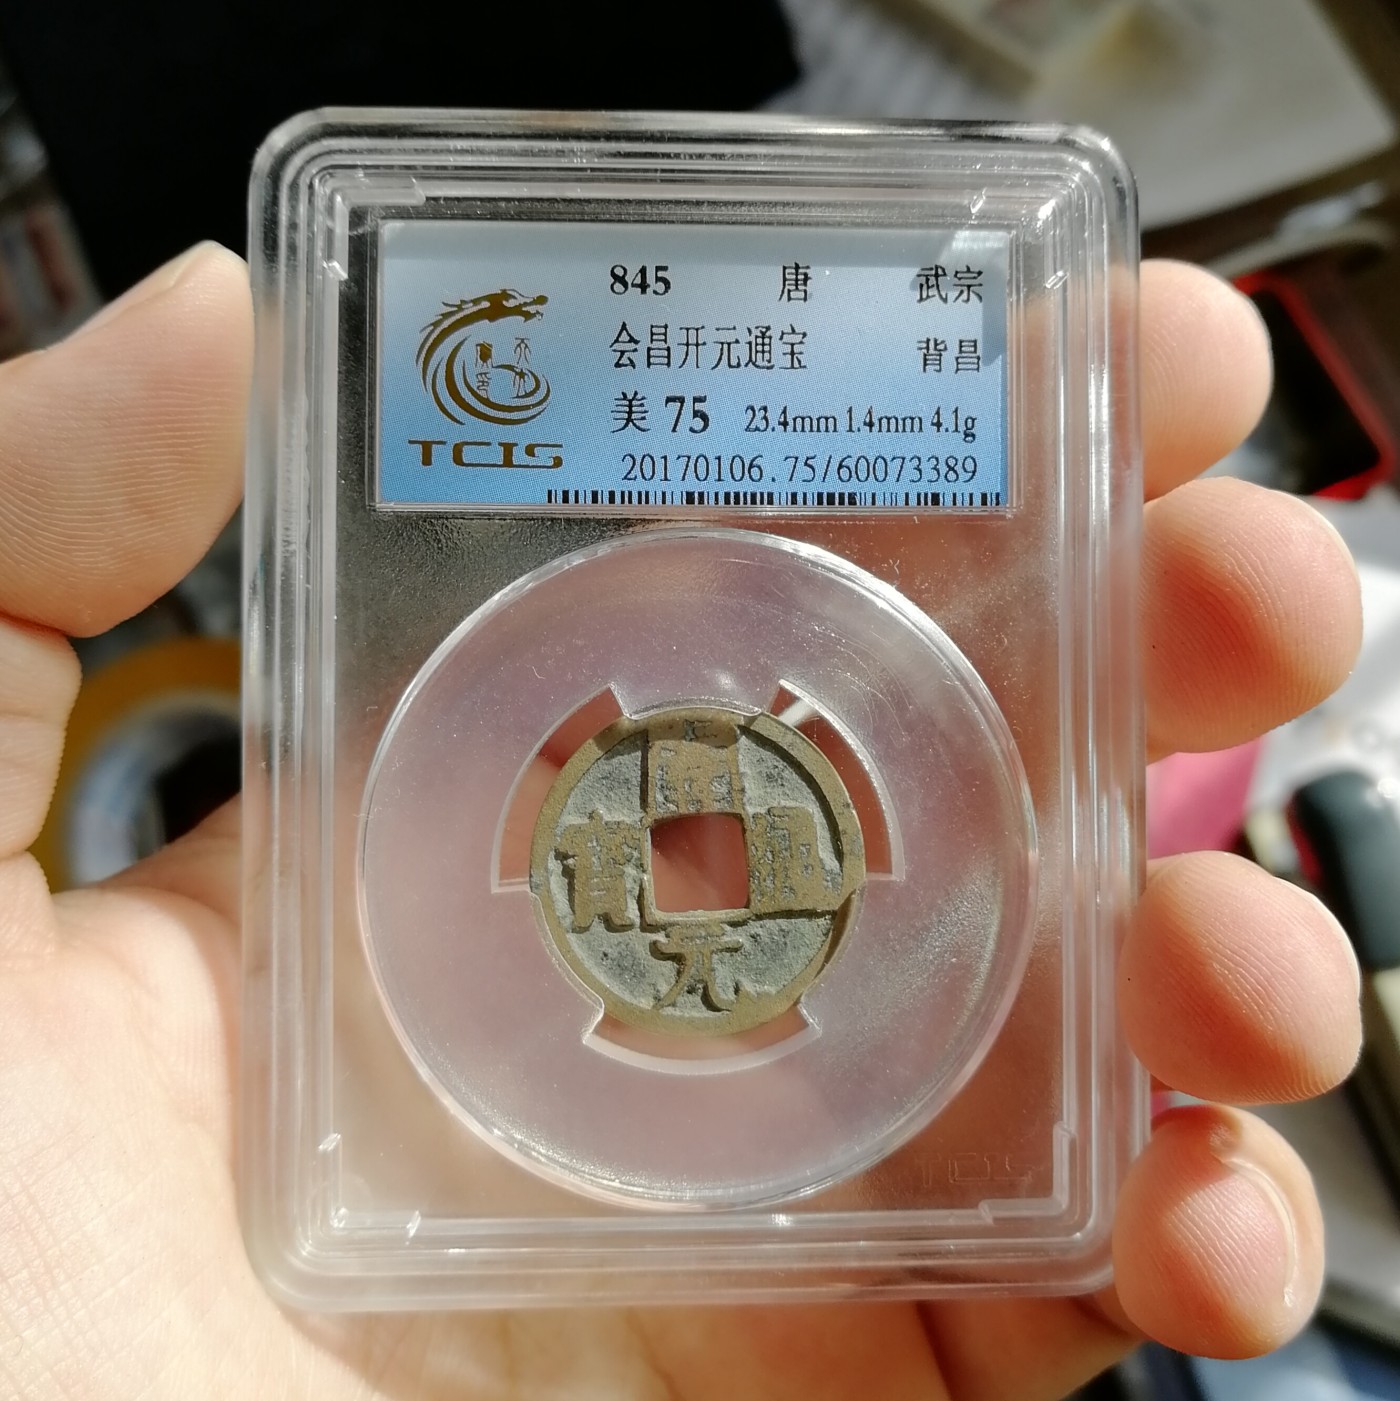 845 唐 武宗
会昌开元通宝 背昌
美 75 23.4mm 1.4mm 4.1g
20170106.75/60073389
TCIS
開
通
元
寶
TCIS